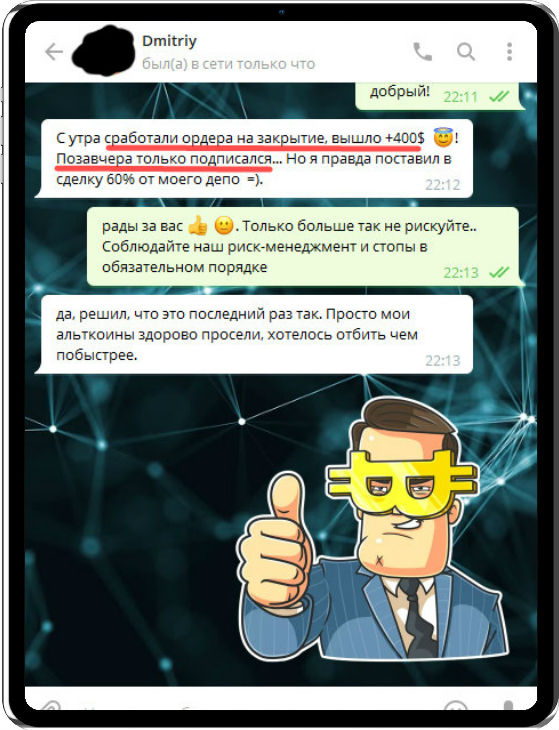 Dmitriy
был(а) в сети только что
добрый! 22:11
С утра сработали ордера на закрытие, вышло +400$ 😇!
Позавчера только подписался... Но я правда поставил в
сделку 60% от моего депо =).
22:12
рады за вас 👍 🙂. Только больше так не рискуйте..
Соблюдайте наш риск-менеджмент и стопы в
обязательном порядке
22:13
да, решил, что это последний раз так. Просто мои
альткоины здорово просели, хотелось отбить чем
побыстрее.
22:13